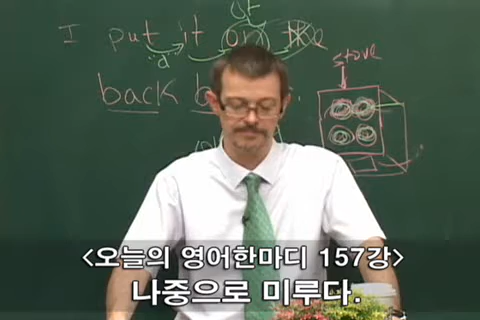 I put it on the
stove
back
<오늘의 영어한마디 157강>
나중으로 미루다.